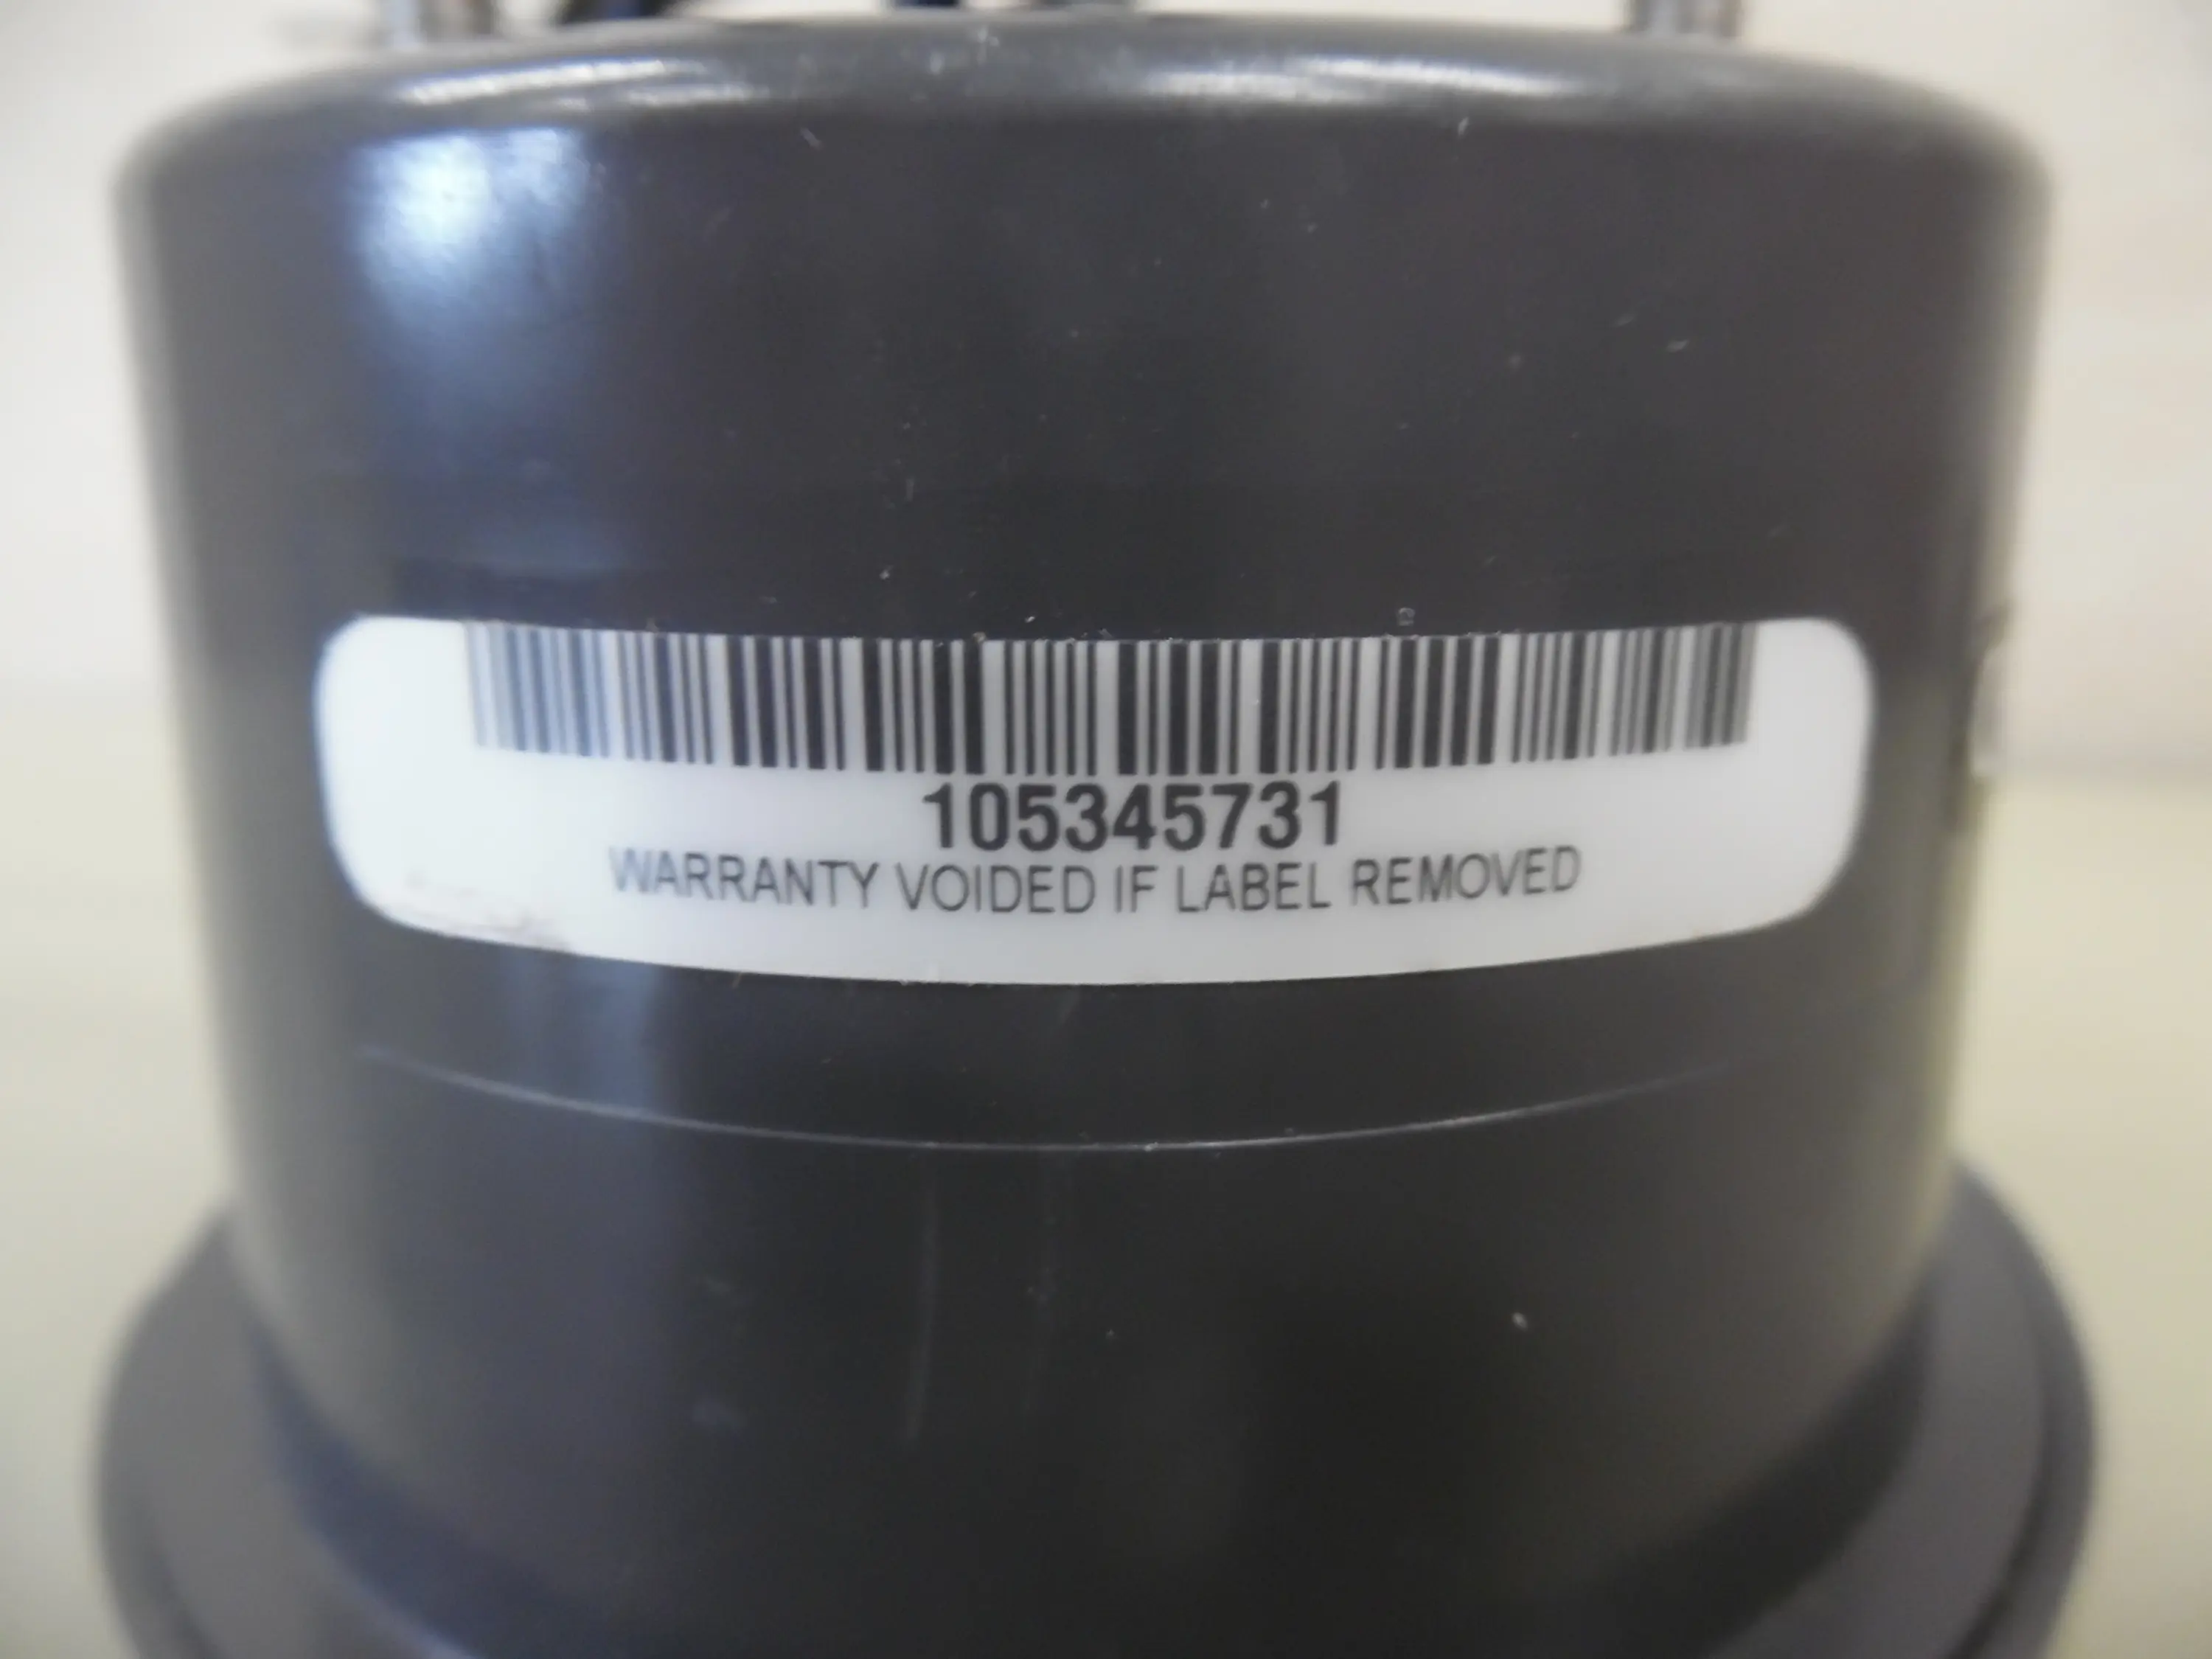 105345731
WARRANTY VOIDED IF LABEL REMOVED